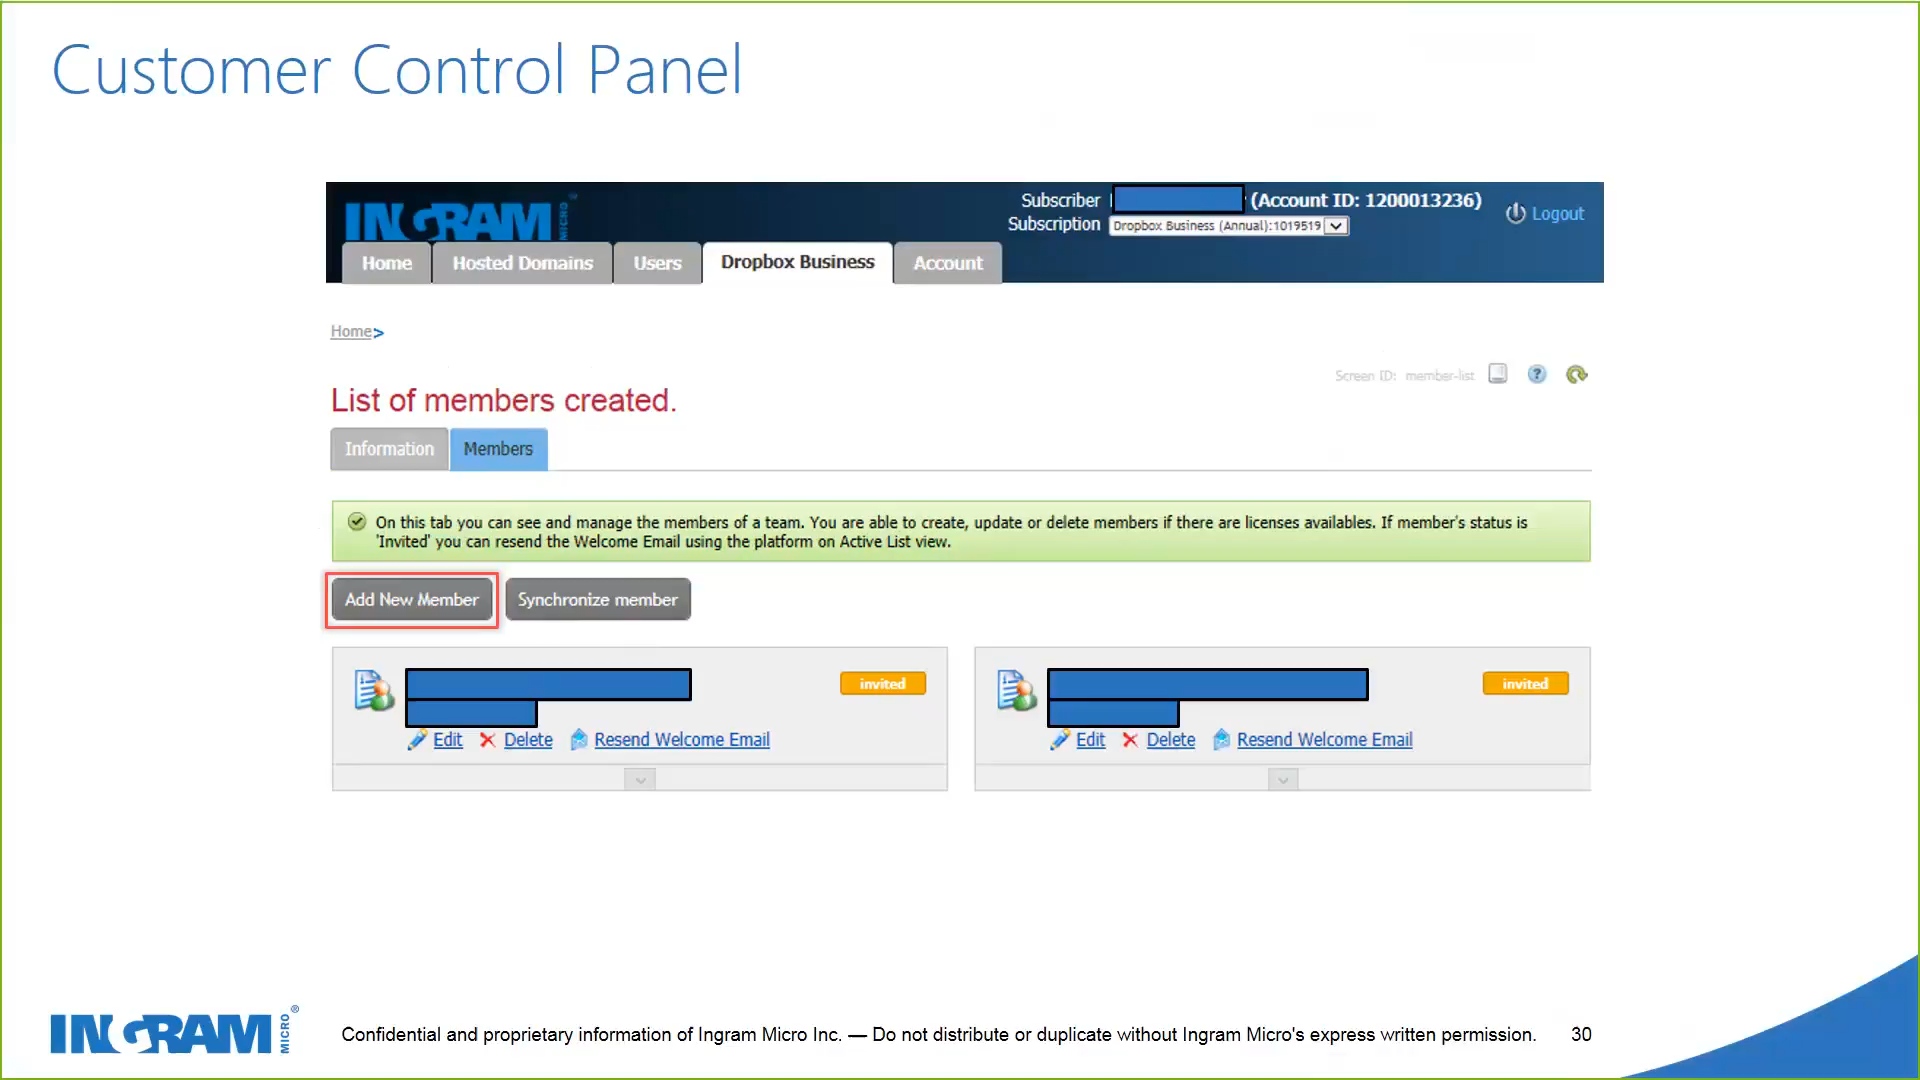 Customer Control Panel
INGRAM MICRO ®
Subscriber (Account ID: 1200013236)
Subscription Dropbox Business (Annual):1019519
Logout
Home Hosted Domains Users Dropbox Business Account
Home>
Screen ID: member-list
List of members created.
Information Members
On this tab you can see and manage the members of a team. You are able to create, update or delete members if there are licenses availables. If member's status is
'Invited' you can resend the Welcome Email using the platform on Active List view.
Add New Member Synchronize member
invited
Edit Delete Resend Welcome Email
invited
Edit Delete Resend Welcome Email
INGRAM MICRO ®
Confidential and proprietary information of Ingram Micro Inc. — Do not distribute or duplicate without Ingram Micro's express written permission. 30